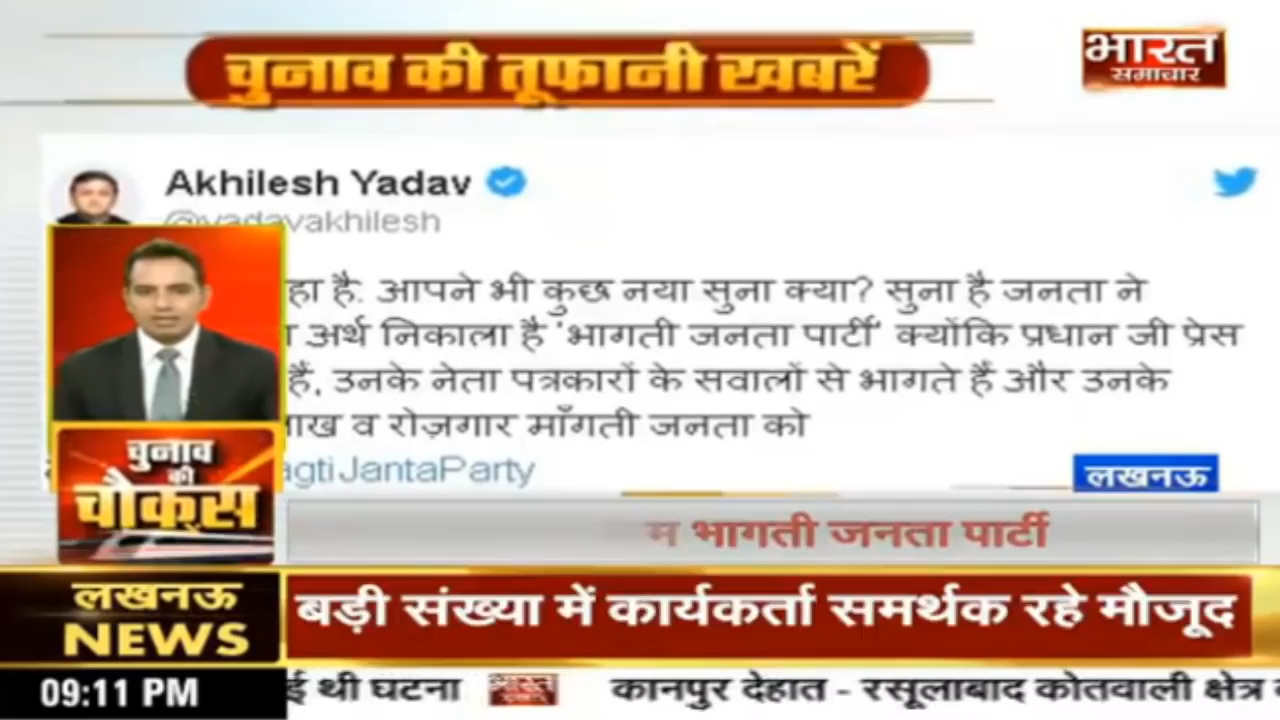 चुनाव की तूफानी खबरें
भारत
समाचार
Akhilesh Yadav
@yadavakhilesh
है. आपने भी कुछ नया सुना क्या? सुना है जनता ने
अर्थ निकाला है 'भागती जनता पार्टी' क्योंकि प्रधान जी प्रेस
हैं, उनके नेता पत्रकारों के सवालों से भागते हैं और उनके
व रोज़गार माँगती जनता को
agtiJantaParty
लखनऊ
चुनाव
की
चौकस
म भागती जनता पार्टी
लखनऊ
NEWS
बड़ी संख्या में कार्यकर्ता समर्थक रहे मौजूद
09:11 PM
ई थी घटना
कानपुर देहात - रसूलाबाद कोतवाली क्षेत्र